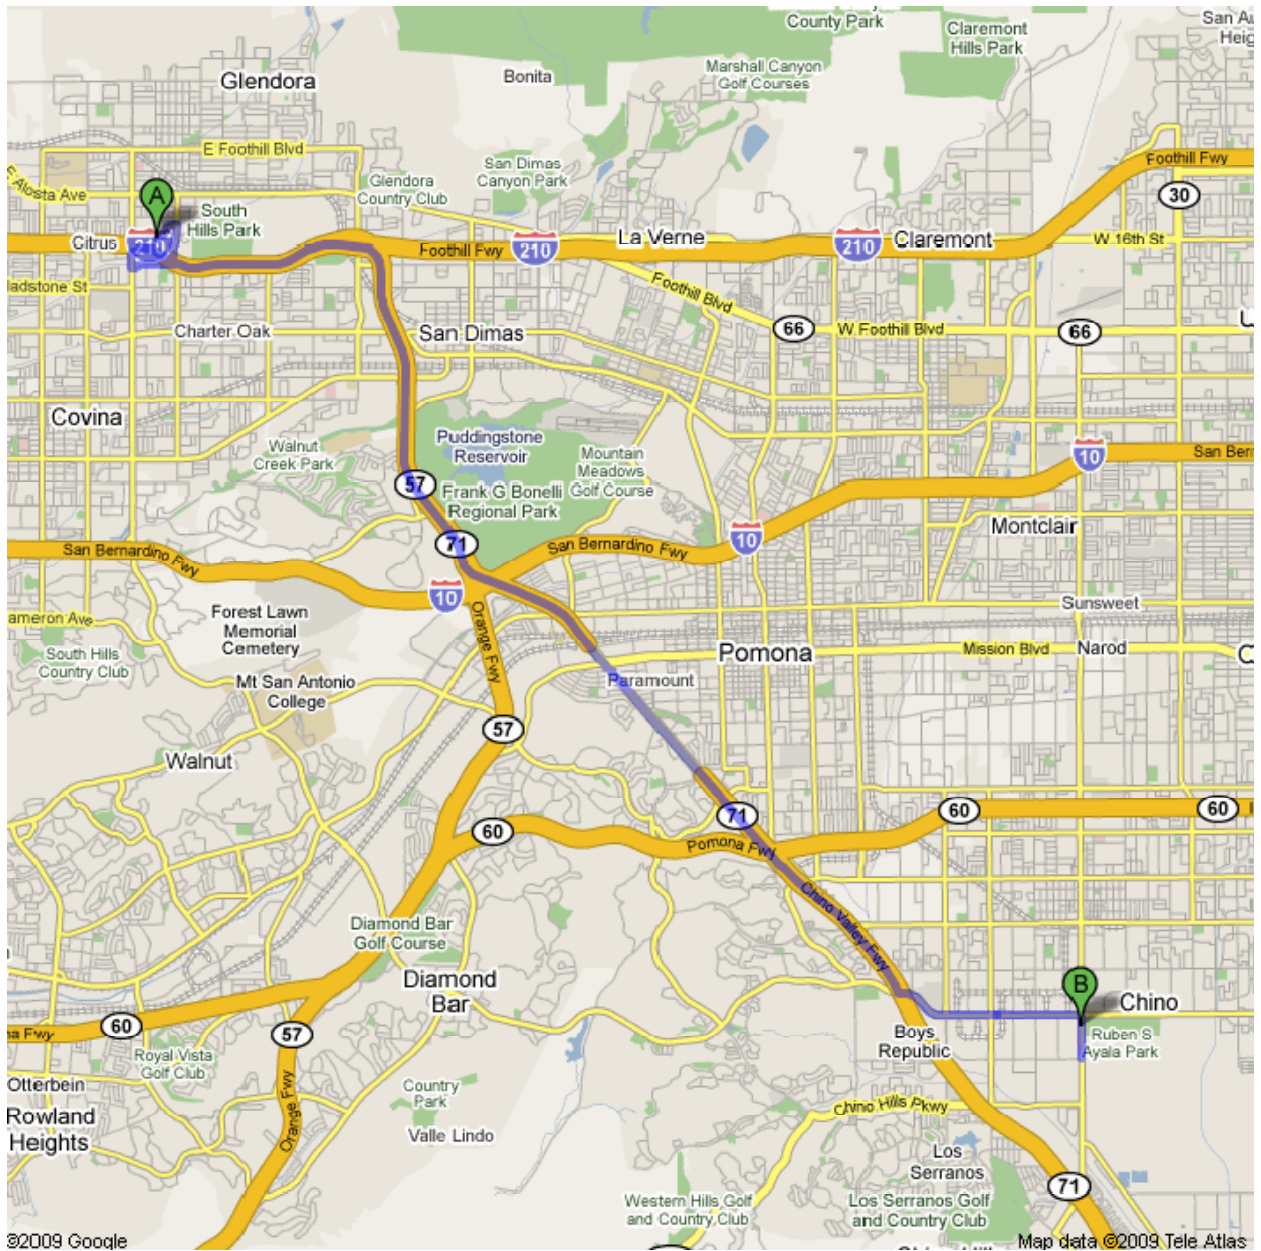 County Park
Claremont
Hills Park
San Au
Heig
Glendora
Bonita
Marshall Canyon
Golf Courses
E Foothill Blvd
Foothill Fwy
E Alosta Ave
A
San Dimas
Canyon Park
Glendora
Country Club
30
South
Hills Park
Citrus
210
Foothill Fwy
210
La Verne
210
Claremont
W 16th St
ladstone St
Foothill Blvd
Charter Oak
San Dimas
66
W Foothill Blvd
66
Covina
Puddingstone
Reservoir
Walnut
Creek Park
Mountain
Meadows
Golf Course
10
San Ber
57
Frank G Bonelli
Regional Park
Montclair
71
San Bernardino Fwy
San Bernardino Fwy
10
10
Forest Lawn
Memorial
Cemetery
Orange Fwy
Sunsweet
ameron Ave
South Hills
Country Club
Pomona
Mission Blvd
Narod
Mt San Antonio
College
Paramount
57
Walnut
60
71
60
60
Pomona Fwy
Chino Valley Fwy
Diamond Bar
Golf Course
Diamond
Bar
B
Chino
60
57
na Fwy
Boys
Republic
Ruben S
Ayala Park
Royal Vista
Golf Club
Otterbein
Rowland
Heights
Orange Fwy
Country
Park
Valle Lindo
Chino Hills Pkwy
Los
Serranos
71
Western Hills Golf
and Country Club
Los Serranos Golf
and Country Club
©2009 Google
Map data ©2009 Tele Atlas